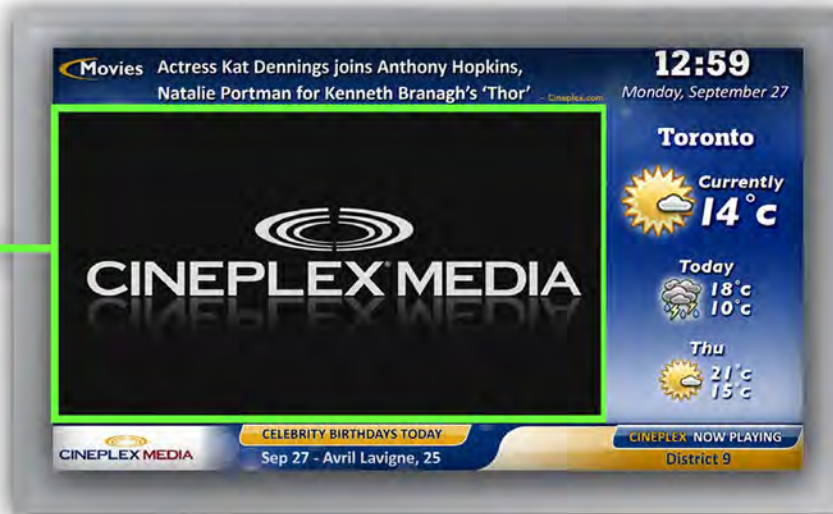 Movies Actress Kat Dennings joins Anthony Hopkins,
Natalie Portman for Kenneth Branagh's 'Thor' - Cineplex.com
12:59
Monday, September 27
CINEPLEX MEDIA
Toronto
Currently
14°c
Today
18°c
10°c
Thu
21°c
15°c
CINEPLEX MEDIA
CELEBRITY BIRTHDAYS TODAY
Sep 27 - Avril Lavigne, 25
CINEPLEX NOW PLAYING
District 9